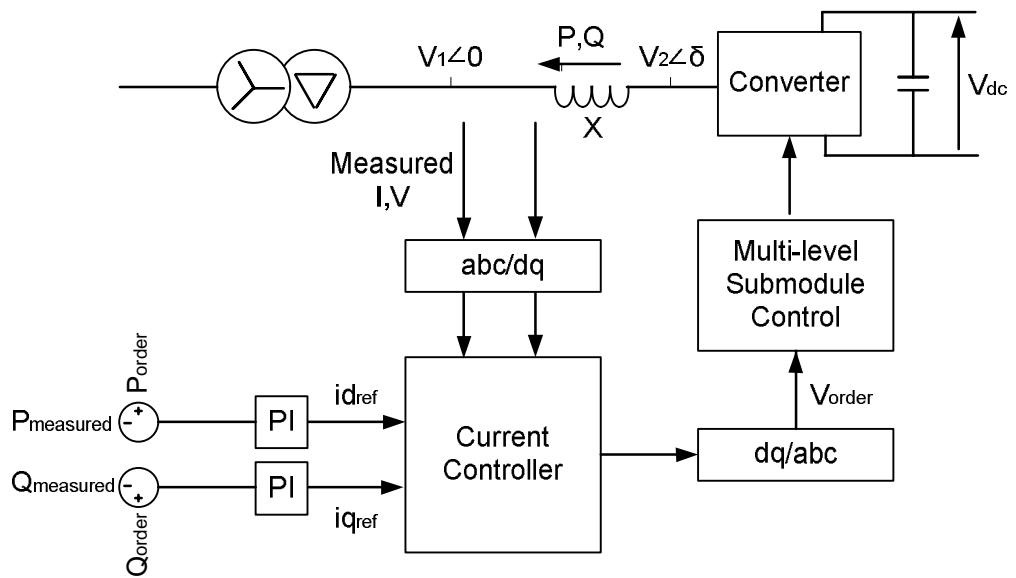 P,Q
V1∠0
V2∠δ
X
Converter
Vdc
Measured
I,V
abc/dq
Multi-level
Submodule
Control
Porder
Pmeasured
-
+
PI
idref
Current
Controller
Vorder
dq/abc
Qmeasured
-
+
PI
iqref
Qorder